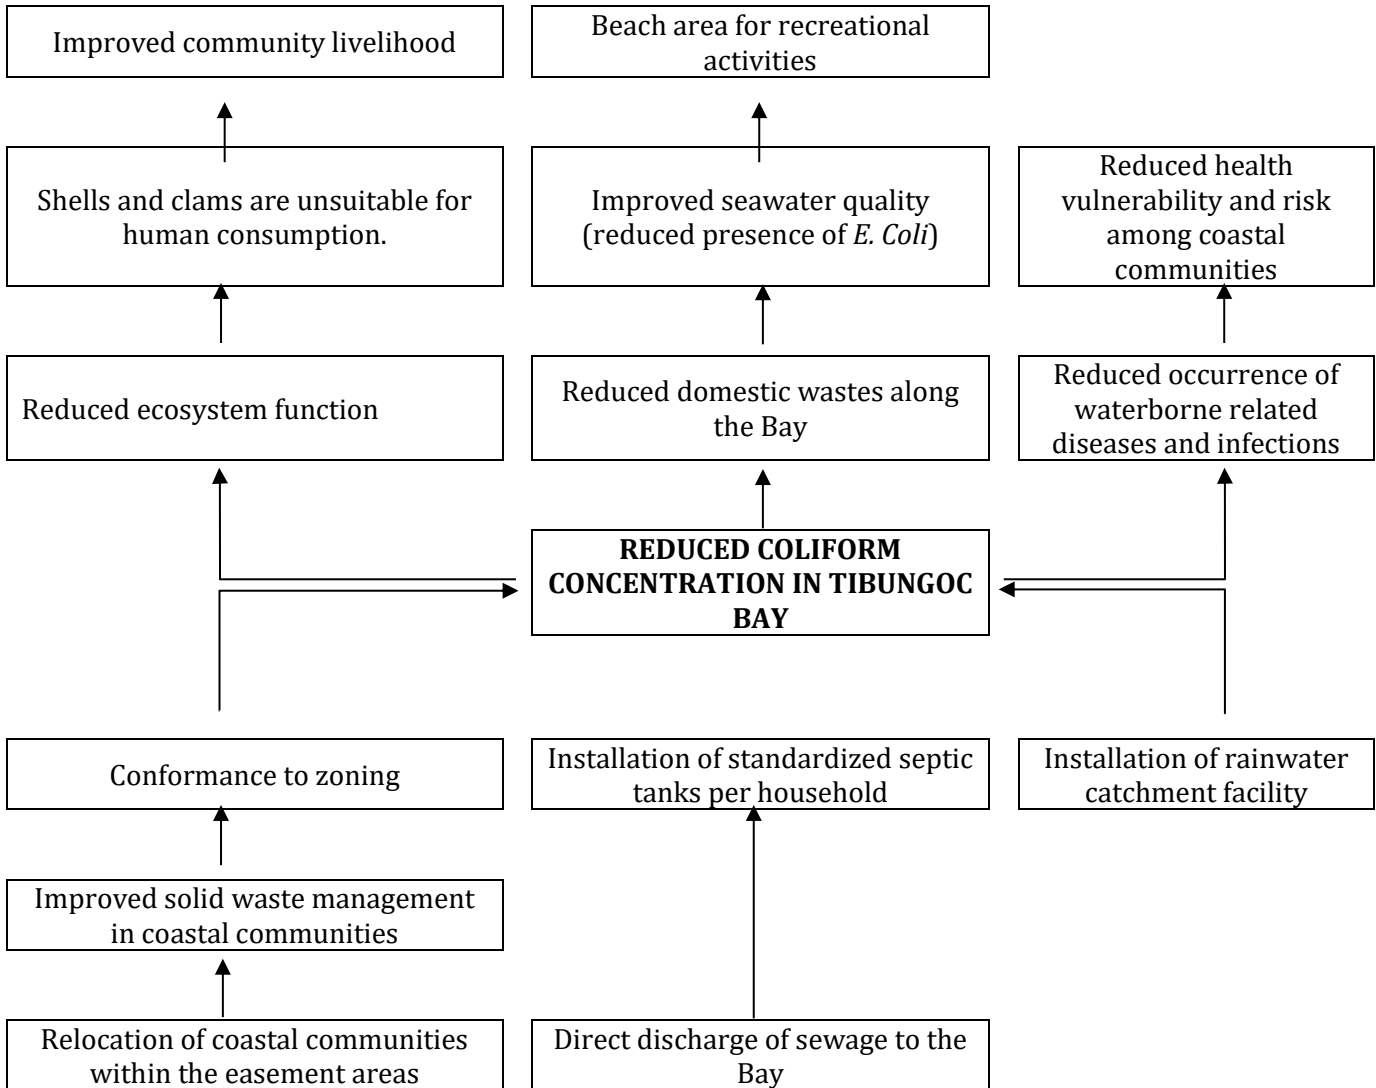 Improved community livelihood
Beach area for recreational
activities
Shells and clams are unsuitable for
human consumption.
Improved seawater quality
(reduced presence of E. Coli)
Reduced health
vulnerability and risk
among coastal
communities
Reduced ecosystem function
Reduced domestic wastes along
the Bay
Reduced occurrence of
waterborne related
diseases and infections
REDUCED COLIFORM
CONCENTRATION IN TIBUNGOC
BAY
Conformance to zoning
Installation of standardized septic
tanks per household
Installation of rainwater
catchment facility
Improved solid waste management
in coastal communities
Relocation of coastal communities
within the easement areas
Direct discharge of sewage to the
Bay